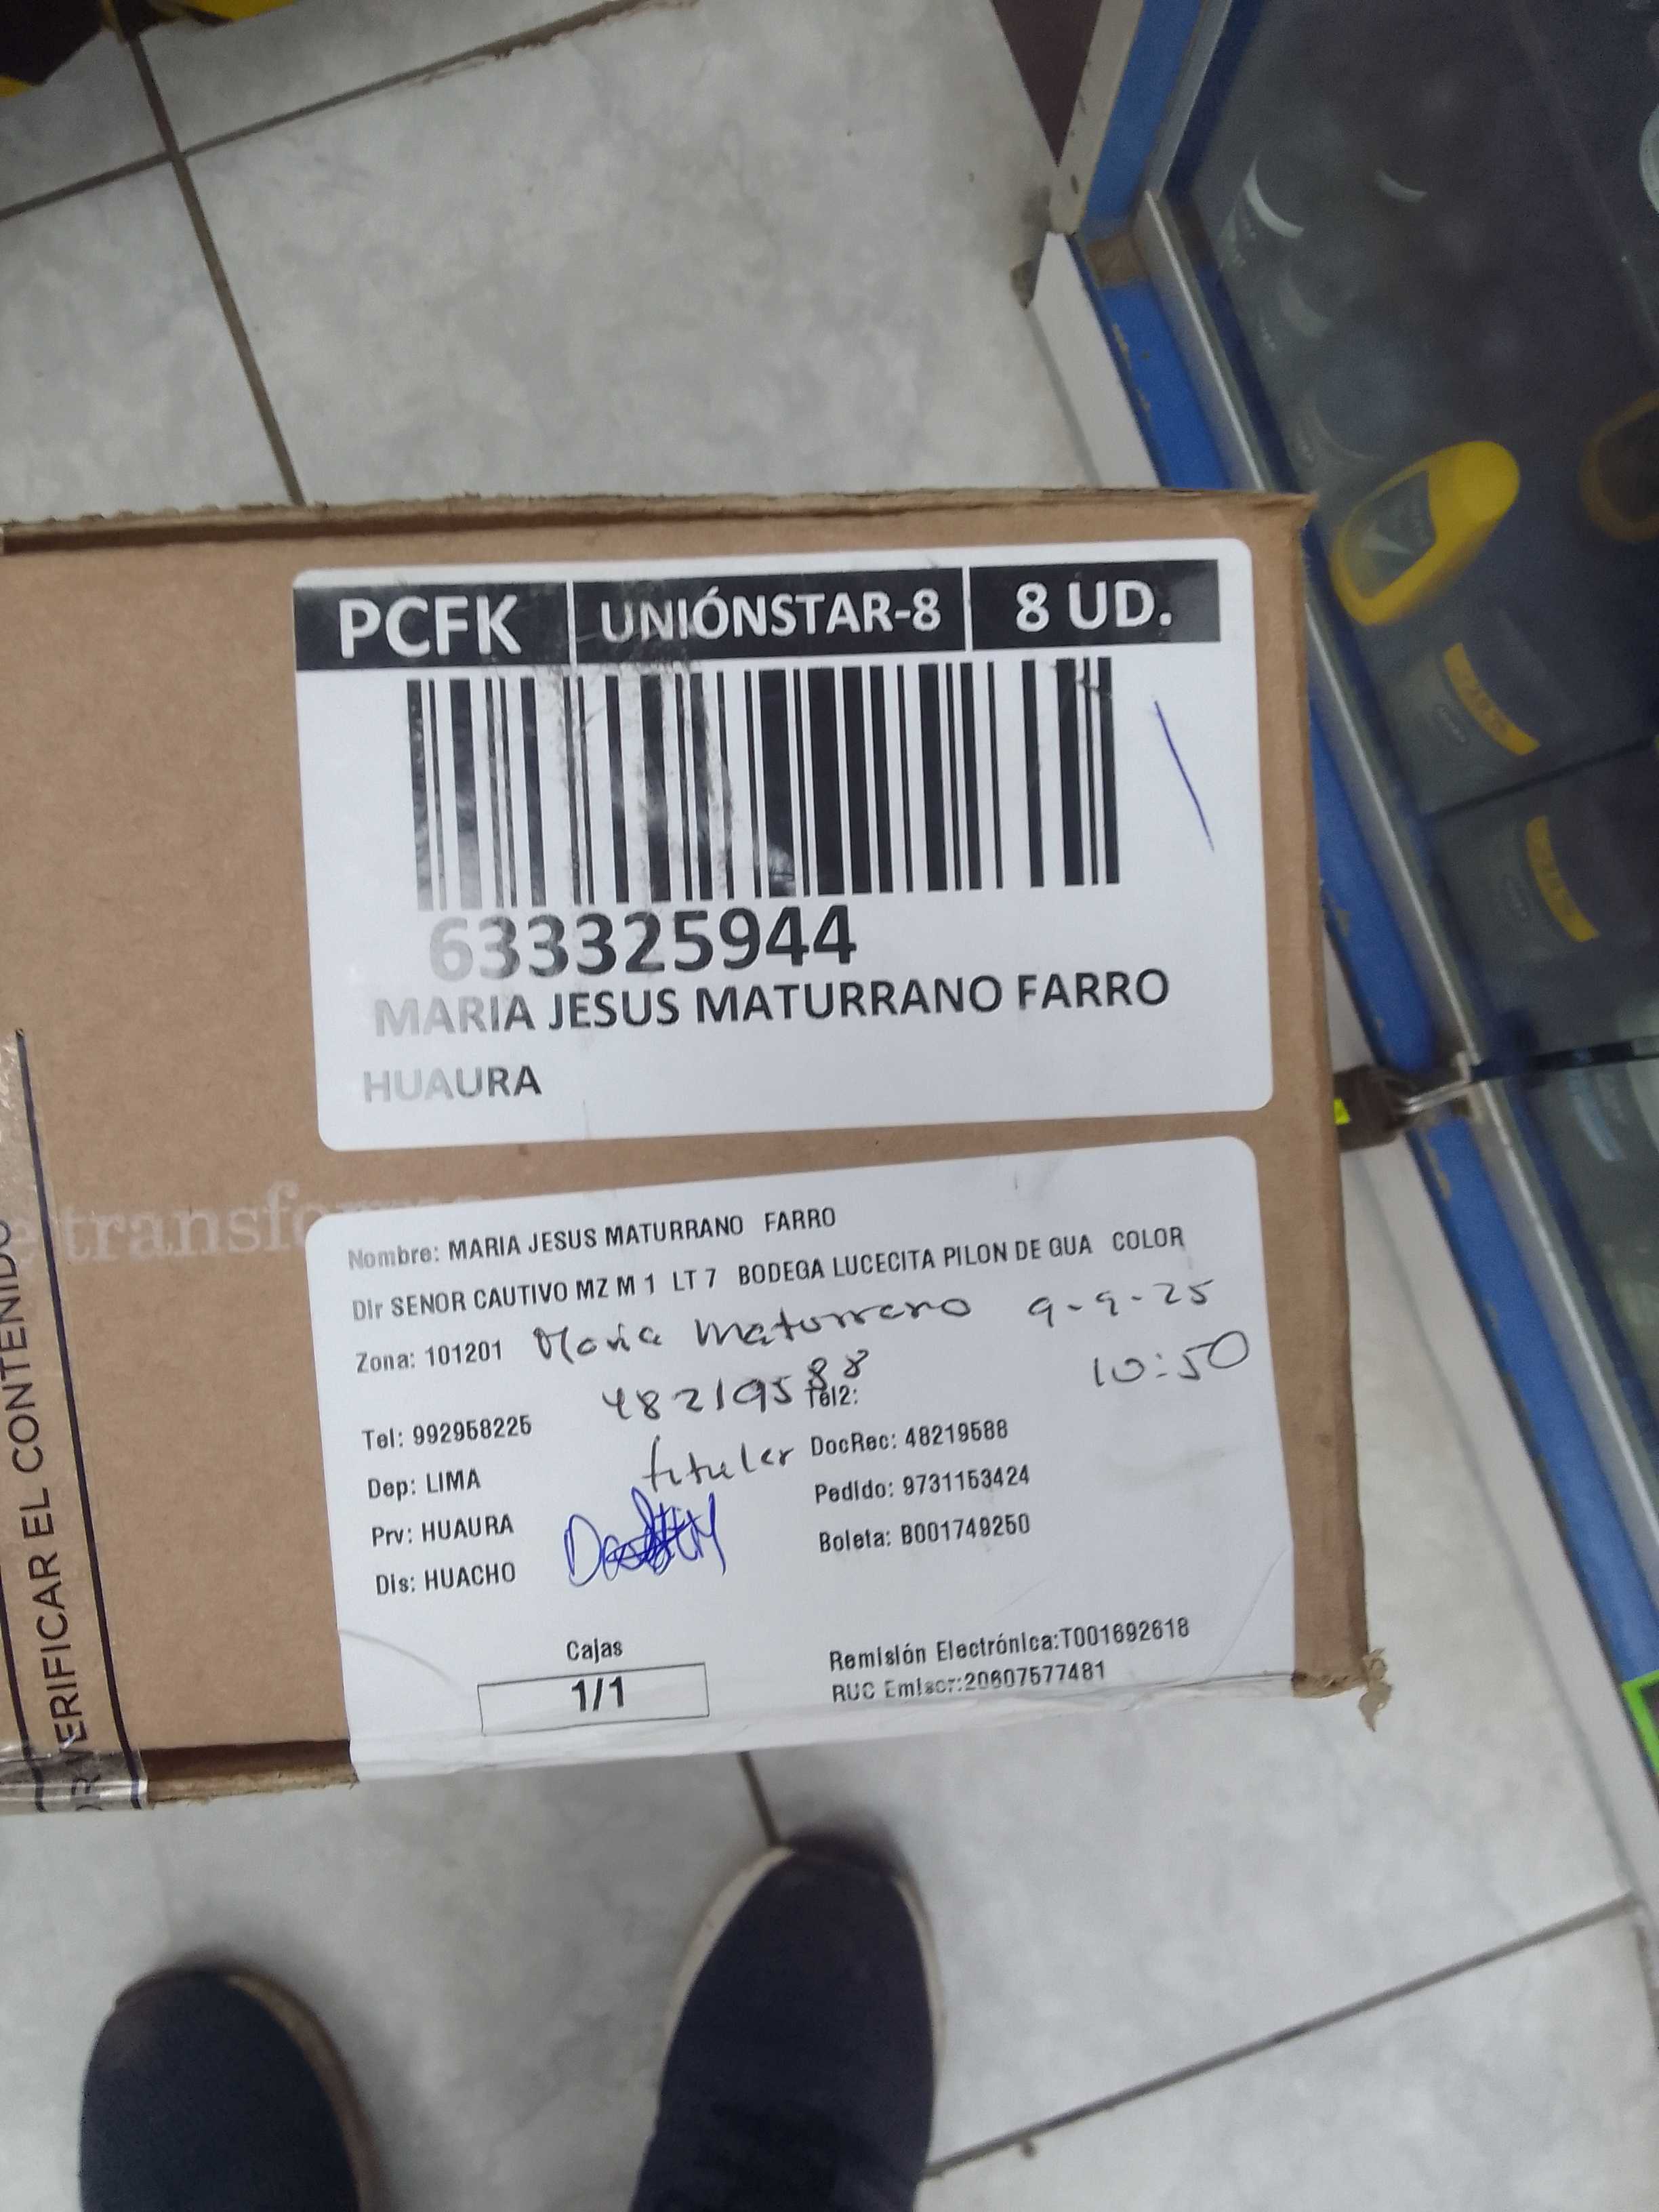 PCFK UNIÓNSTAR-8 8 UD.
633325944
MARIA JESUS MATURRANO FARRO
HUAURA
transfor
VERIFICAR EL CONTENIDO
Nombre: MARIA JESUS MATURRANO FARRO
Dir SENOR CAUTIVO MZ M 1 LT 7 BODEGA LUCECITA PILON DE GUA COLOR
Zona: 101201 Maria Maturrano 9-9-25
48219588 10:50
Tel: 992958225 Tel2:
titular DocRec: 48219588
Dep: LIMA
Pedido: 9731153424
Prv: HUAURA
Boleta: B001749250
Dis: HUACHO
Cajas
1/1
Remisión Electrónica:T001692618
RUC Emisor:20607577481